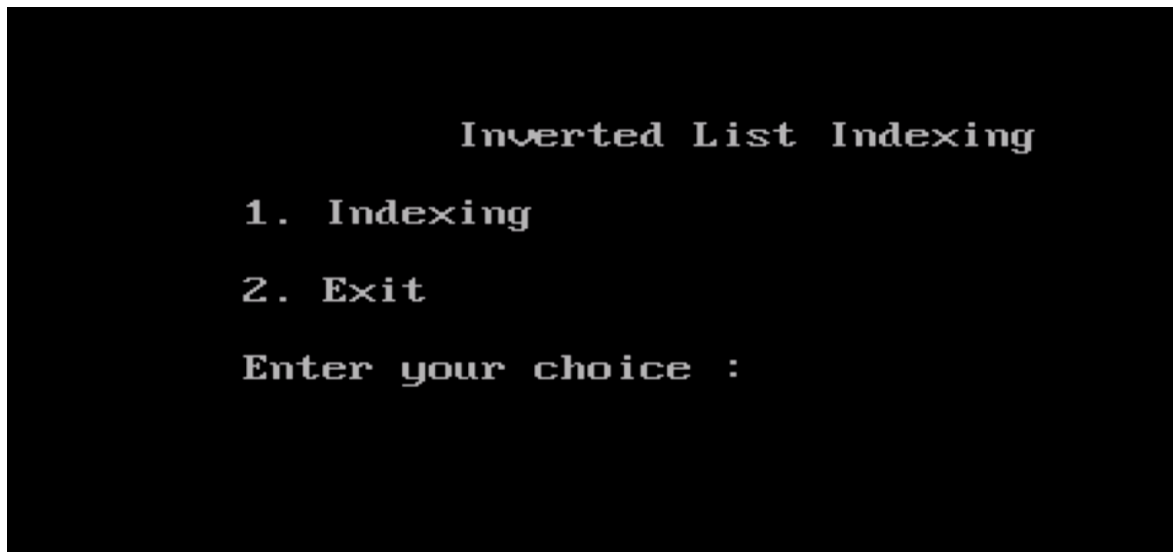 Inverted List Indexing
1. Indexing
2. Exit
Enter your choice :